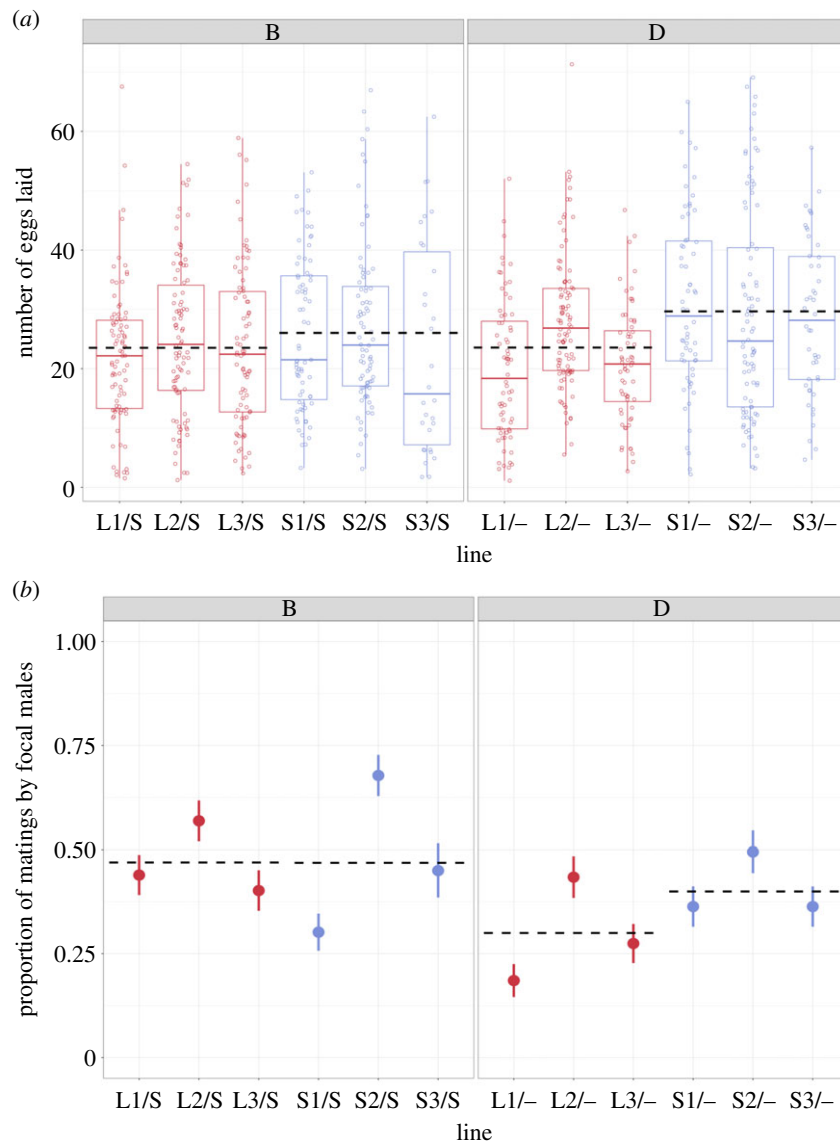 (a)
B D
number of eggs laid
60
40
20
0
L1/S L2/S L3/S S1/S S2/S S3/S L1/– L2/– L3/– S1/– S2/– S3/–
line
(b)
B D
proportion of matings by focal males
1.00
0.75
0.50
0.25
0
L1/S L2/S L3/S S1/S S2/S S3/S L1/– L2/– L3/– S1/– S2/– S3/–
line